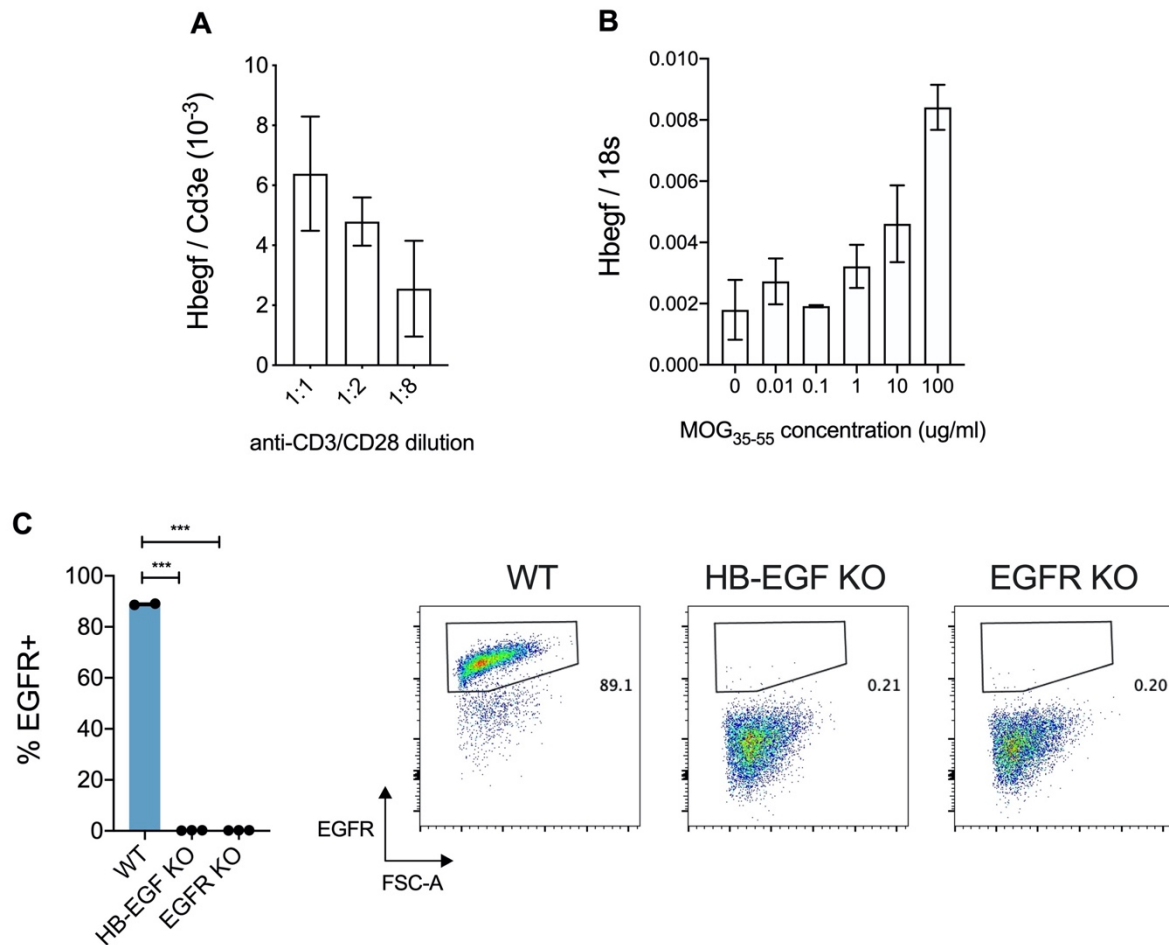 A
Hbegf / Cd3e (10⁻³)
10
8
6
4
2
0
1:1
1:2
1:8
anti-CD3/CD28 dilution
B
Hbegf / 18s
0.010
0.008
0.006
0.004
0.002
0.000
0
0.01
0.1
1
10
100
MOG₃₅₋₅₅ concentration (ug/ml)
C
***
***
% EGFR+
100
80
60
40
20
0
WT
HB-EGF KO
EGFR KO
WT
89.1
HB-EGF KO
0.21
EGFR KO
0.20
EGFR
FSC-A